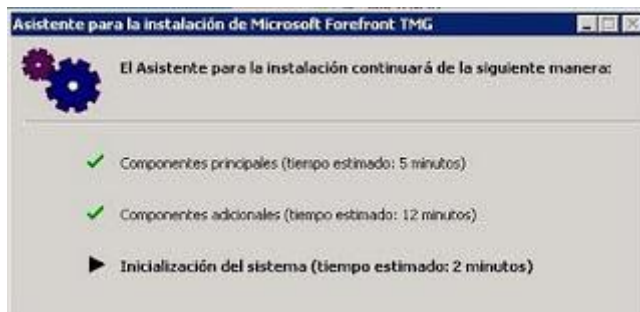 Asistente para la instalación de Microsoft Forefront TMG
El Asistente para la instalación continuará de la siguiente manera:
Componentes principales (tiempo estimado: 5 minutos)
Componentes adicionales (tiempo estimado: 12 minutos)
Inicialización del sistema (tiempo estimado: 2 minutos)